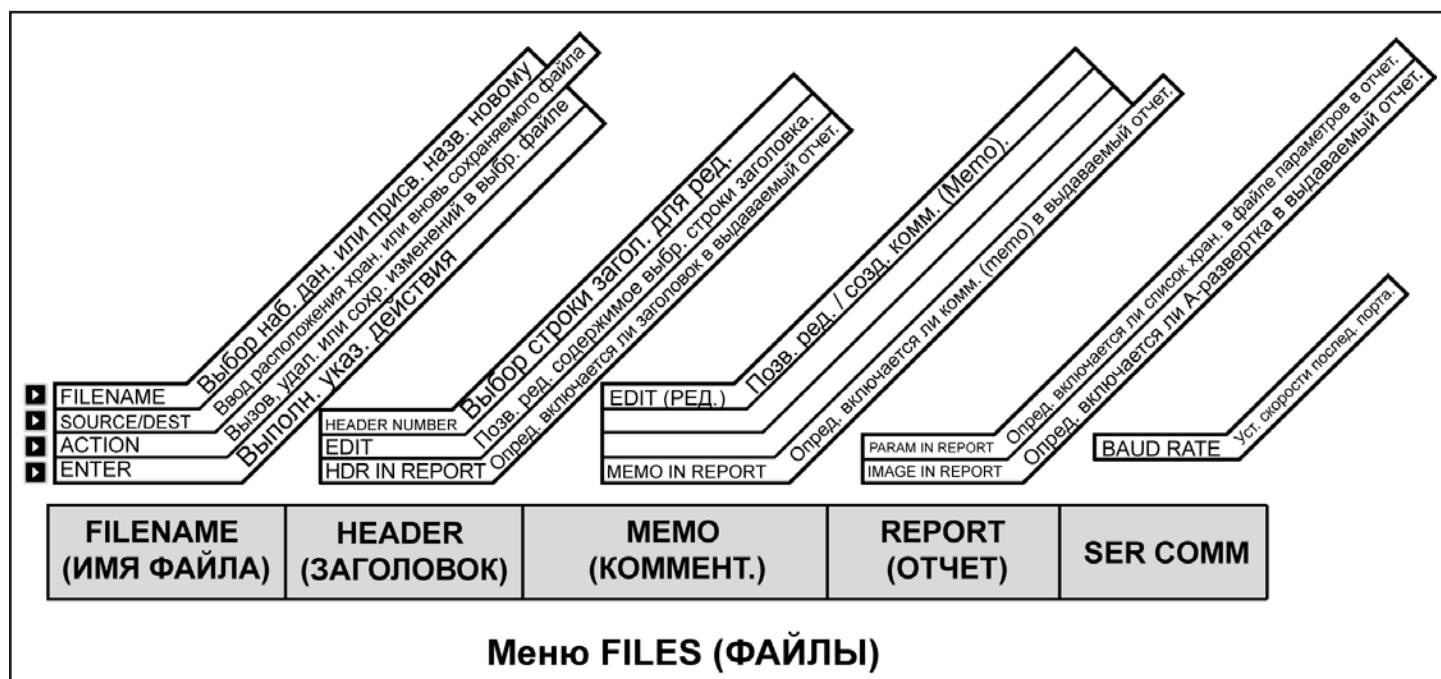 FILENAME
Выбор наб. дан. или присв. назв. новому
SOURCE/DEST
Ввод расположения хран. или вновь сохраняемого файла
ACTION
Вызов, удал. или сохр. изменений в выбр. файле
ENTER
Выполн. указ. действия
HEADER NUMBER
Выбор строки загол. для ред.
EDIT
Позв. ред. содержимое выбр. строки заголовка.
HDR IN REPORT
Опред. включается ли заголовок в выдаваемый отчет.
EDIT (РЕД.)
Позв. ред. / созд. комм. (Memo).
MEMO IN REPORT
Опред. включается ли комм. (memo) в выдаваемый отчет.
PARAM IN REPORT
Опред. включается ли список хран. в файле параметров в отчет.
IMAGE IN REPORT
Опред. включается ли А-развертка в выдаваемый отчет.
BAUD RATE
Уст. скорости послед. порта.
FILENAME
(ИМЯ ФАЙЛА)
HEADER
(ЗАГОЛОВОК)
MEMO
(КОММЕНТ.)
REPORT
(ОТЧЕТ)
SER COMM
Меню FILES (ФАЙЛЫ)